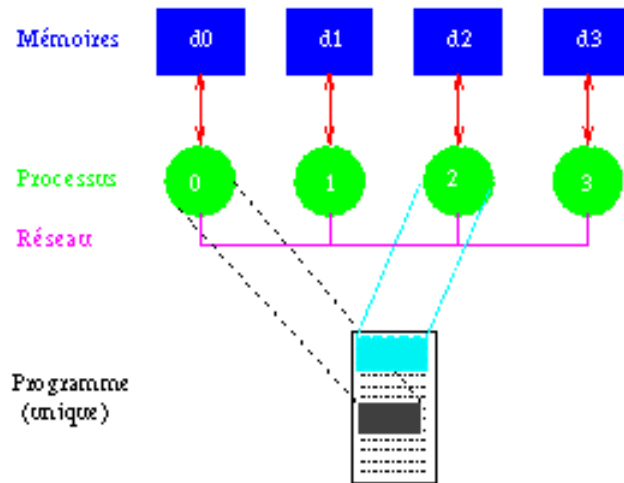 Mémoires d0 d1 d2 d3
Processus 0 1 2 3
Réseau
Programme
(unique)